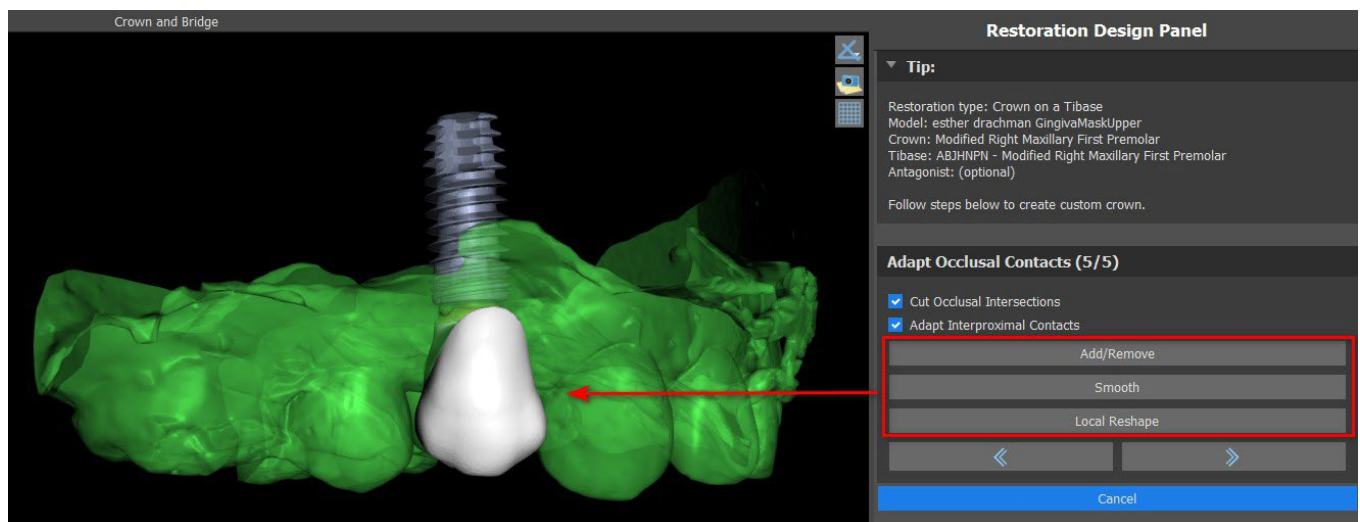 Crown and Bridge
Restoration Design Panel
Tip:
Restoration type: Crown on a Tibase
Model: esther drachman GingivaMaskUpper
Crown: Modified Right Maxillary First Premolar
Tibase: ABJHNPN - Modified Right Maxillary First Premolar
Antagonist: (optional)
Follow steps below to create custom crown.
Adapt Occlusal Contacts (5/5)
Cut Occlusal Intersections
Adapt Interproximal Contacts
Add/Remove
Smooth
Local Reshape
Cancel